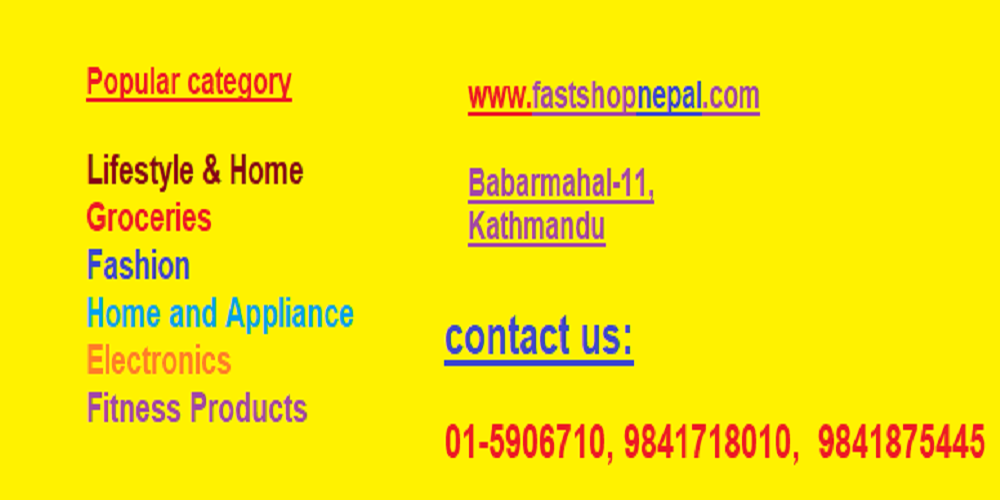 Popular category
Lifestyle & Home
Groceries
Fashion
Home and Appliance
Electronics
Fitness Products
www.fastshopnepal.com
Babarmahal-11,
Kathmandu
contact us:
01-5906710, 9841718010, 9841875445